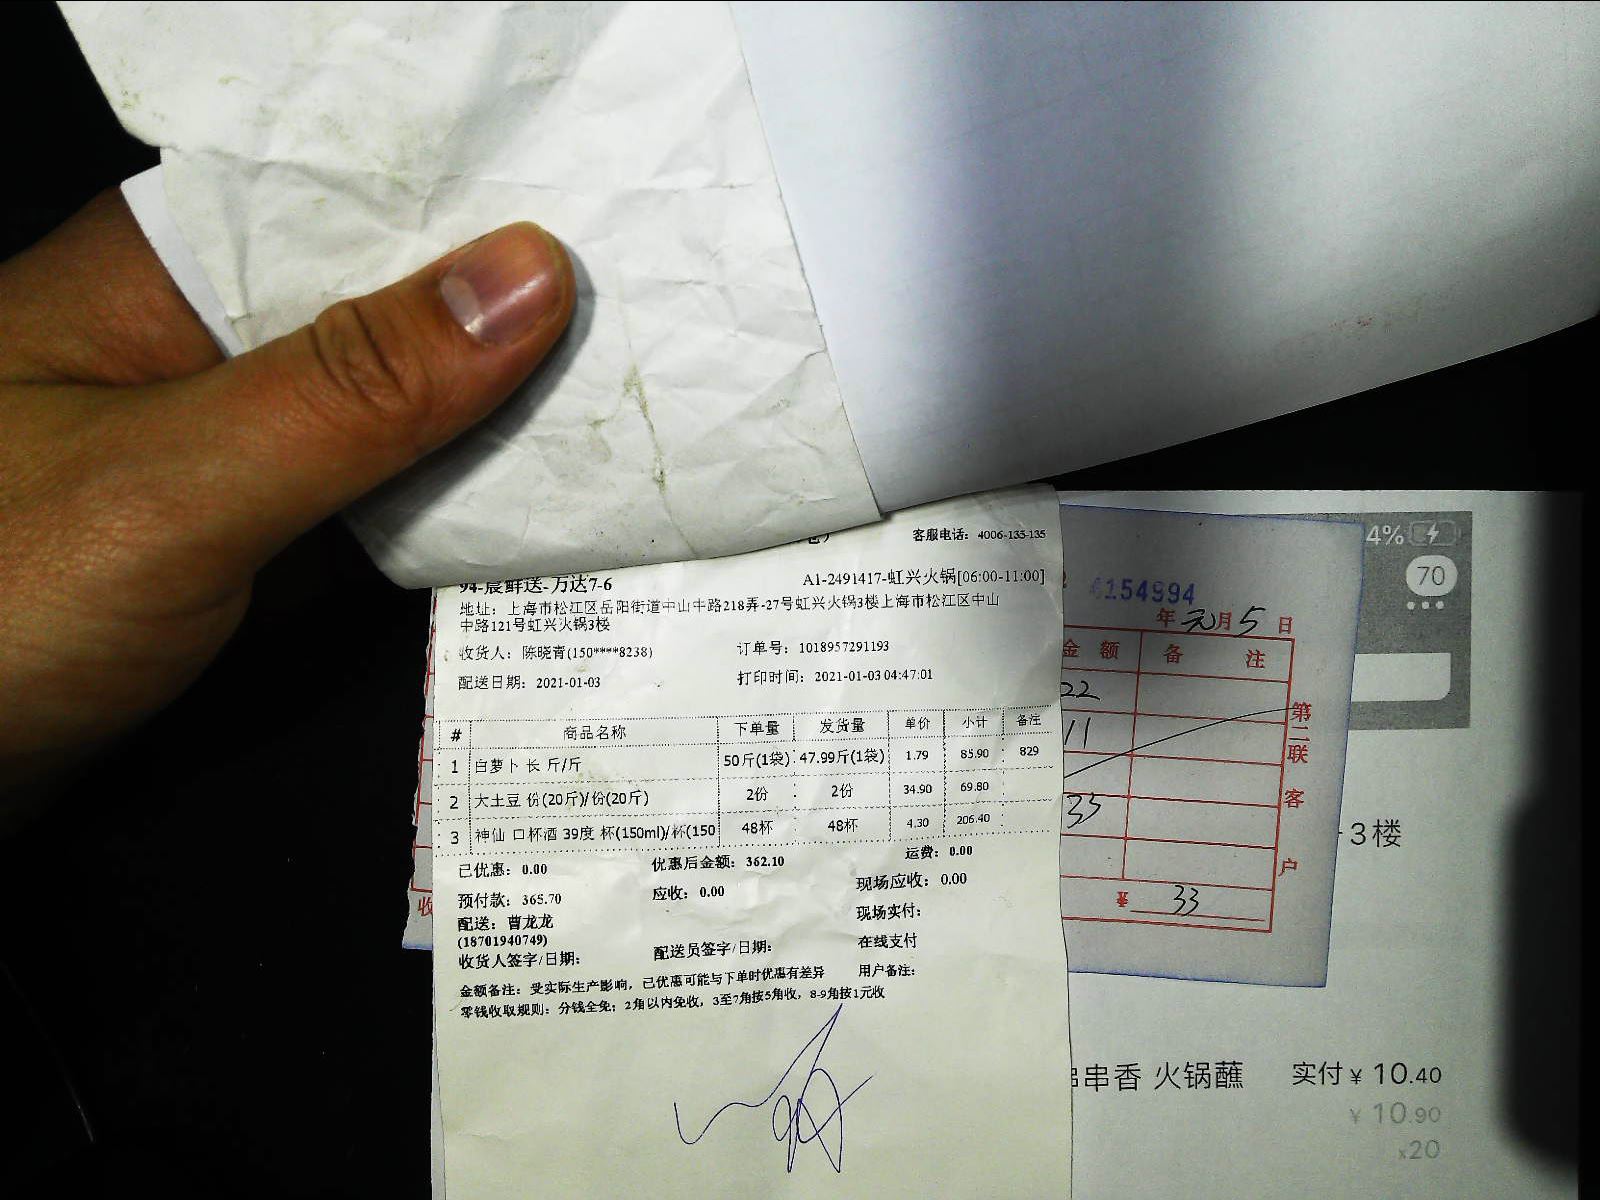 客服电话：4006-133-135
94-晨鲜送-万达7-6
A1-2491417-虹兴火锅[06:00-11:00]
地址：上海市松江区岳阳街道中山中路218弄-27号虹兴火锅3楼上海市松江区中山
中路121号虹兴火锅3楼
收货人：陈晓青(150****8238) 订单号：1018957291193
配送日期：2021-01-03 打印时间：2021-01-03 04:47:01
# 商品名称 下单量 发货量 单价 小计 备注
1 白萝卜 长 斤/斤 50斤(1袋) 47.99斤(1袋) 1.79 85.90 829
2 大土豆 份(20斤)/份(20斤) 2份 2份 34.90 69.80
3 神仙 口杯酒 39度 杯(150ml)/杯(150 48杯 48杯 4.30 206.40
已优惠：0.00 优惠后金额：362.10 运费：0.00
预付款：365.70 应收：0.00 现场应收：0.00
配送：曹龙龙 现场实付：
(18701940749)
收货人签字/日期： 配送员签字/日期： 在线支付
金额备注：受实际生产影响，已优惠可能与下单时优惠有差异 用户备注：
零钱收取规则：分钱全免；2角以内免收，3至7角按5角收，8-9角按1元收
4154994
年元月5日
金额 备注
22
11
33
¥ 33
第二联
客户
收
4%
70
3楼
串香 火锅蘸 实付¥10.40
¥10.90
x20